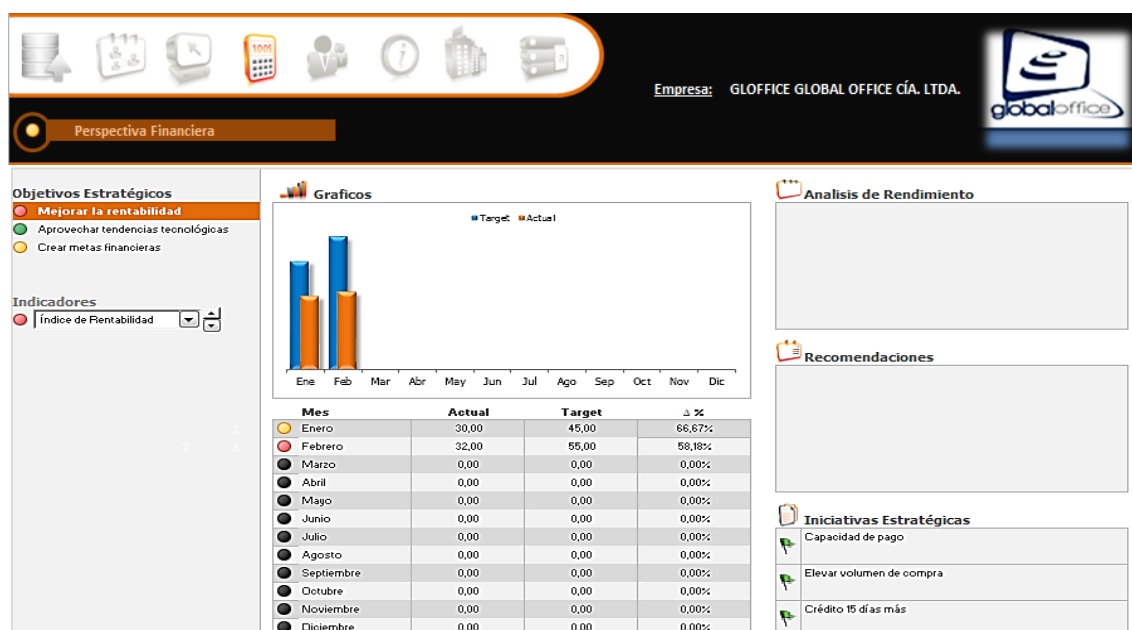 100$
Empresa: GLOFFICE GLOBAL OFFICE CÍA. LTDA.
globaloffice
Perspectiva Financiera
Objetivos Estratégicos
Mejorar la rentabilidad
Aprovechar tendencias tecnológicas
Crear metas financieras
Indicadores
Índice de Rentabilidad
Graficos
Target Actual
Ene Feb Mar Abr May Jun Jul Ago Sep Oct Nov Dic
Mes Actual Target Δ %
Enero 30,00 45,00 66,67%
Febrero 32,00 55,00 58,18%
Marzo 0,00 0,00 0,00%
Abril 0,00 0,00 0,00%
Mayo 0,00 0,00 0,00%
Junio 0,00 0,00 0,00%
Julio 0,00 0,00 0,00%
Agosto 0,00 0,00 0,00%
Septiembre 0,00 0,00 0,00%
Octubre 0,00 0,00 0,00%
Noviembre 0,00 0,00 0,00%
Diciembre 0,00 0,00 0,00%
Analisis de Rendimiento
Recomendaciones
Iniciativas Estratégicas
Capacidad de pago
Elevar volumen de compra
Crédito 15 días más